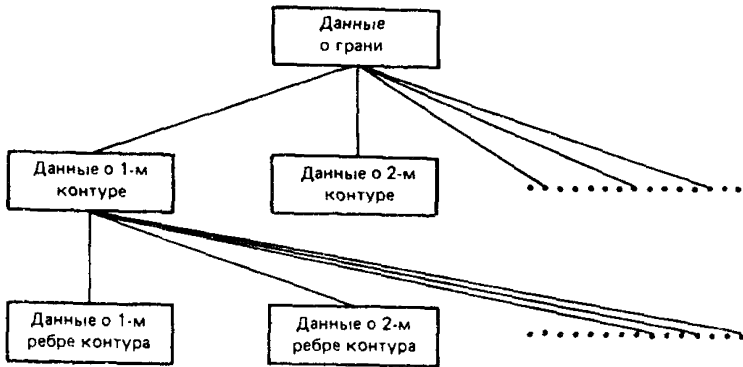 Данные
о грани
Данные о 1-м
контуре
Данные о 2-м
контуре
Данные о 1-м
ребре контура
Данные о 2-м
ребре контура